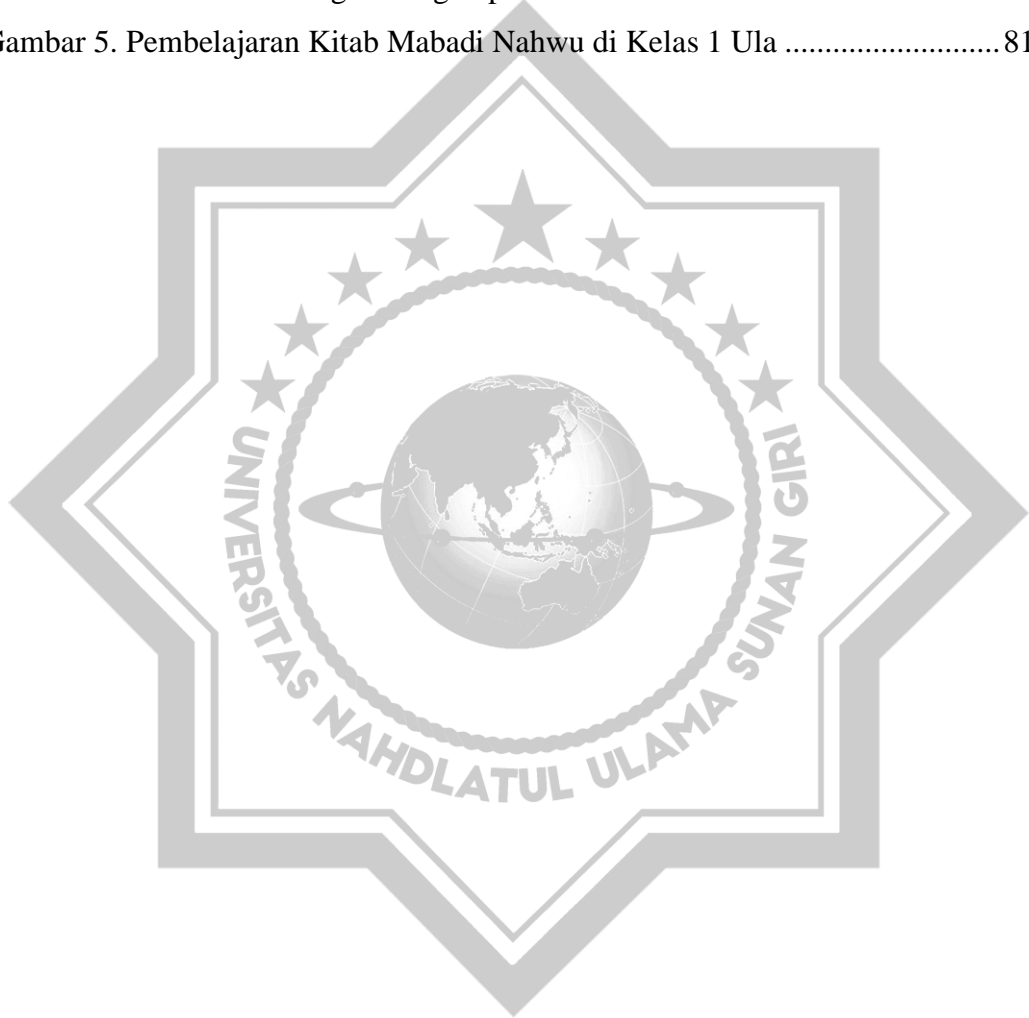 Gambar 5. Pembelajaran Kitab Mabadi Nahwu di Kelas 1 Ula ........................... 81
UNIVERSITAS NAHDLATUL ULAMA SUNAN GIRI